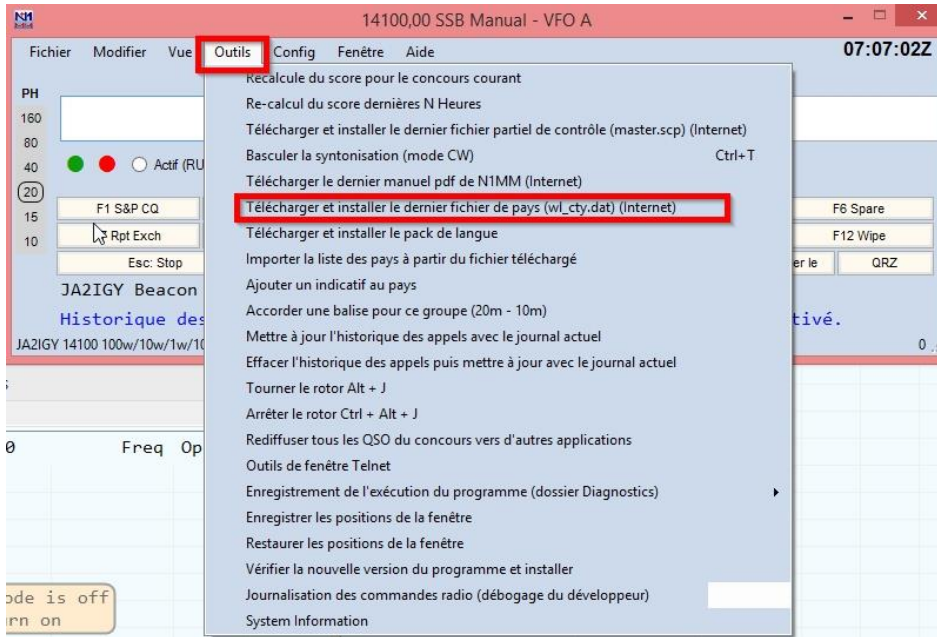 N1
MM
14100,00 SSB Manual - VFO A
Fichier Modifier Vue Outils Config Fenêtre Aide 07:07:02Z
PH
160
80
40
20
15
10
Actif (RU
F1 S&P CQ
Rpt Exch
Esc: Stop
F6 Spare
F12 Wipe
er le QRZ
JA2IGY Beacon
Historique des
tivé.
JA2IGY 14100 100w/10w/1w/10
0
Recalcule du score pour le concours courant
Re-calcul du score dernières N Heures
Télécharger et installer le dernier fichier partiel de contrôle (master.scp) (Internet)
Basculer la syntonisation (mode CW) Ctrl+T
Télécharger le dernier manuel pdf de N1MM (Internet)
Télécharger et installer le dernier fichier de pays (wl_cty.dat) (Internet)
Télécharger et installer le pack de langue
Importer la liste des pays à partir du fichier téléchargé
Ajouter un indicatif au pays
Accorder une balise pour ce groupe (20m - 10m)
Mettre à jour l'historique des appels avec le journal actuel
Effacer l'historique des appels puis mettre à jour avec le journal actuel
Tourner le rotor Alt + J
Arrêter le rotor Ctrl + Alt + J
Rediffuser tous les QSO du concours vers d'autres applications
Outils de fenêtre Telnet
Enregistrement de l'exécution du programme (dossier Diagnostics)
Enregistrer les positions de la fenêtre
Restaurer les positions de la fenêtre
Vérifier la nouvelle version du programme et installer
Journalisation des commandes radio (débogage du développeur)
System Information
Freq Op
ode is off
rn on